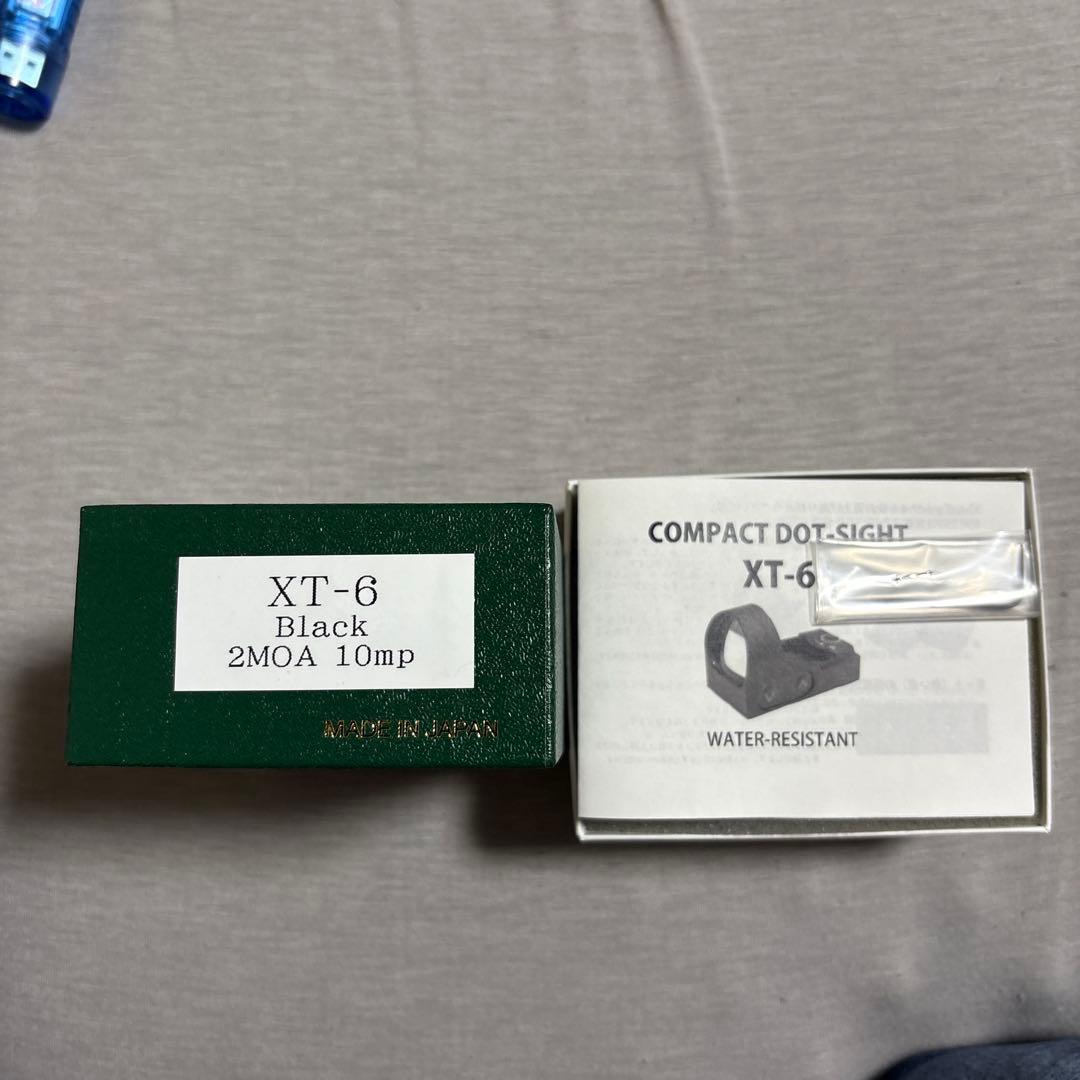 XT-6
Black
2MOA 10mp
MADE IN JAPAN
COMPACT DOT-SIGHT
XT-6
WATER-RESISTANT